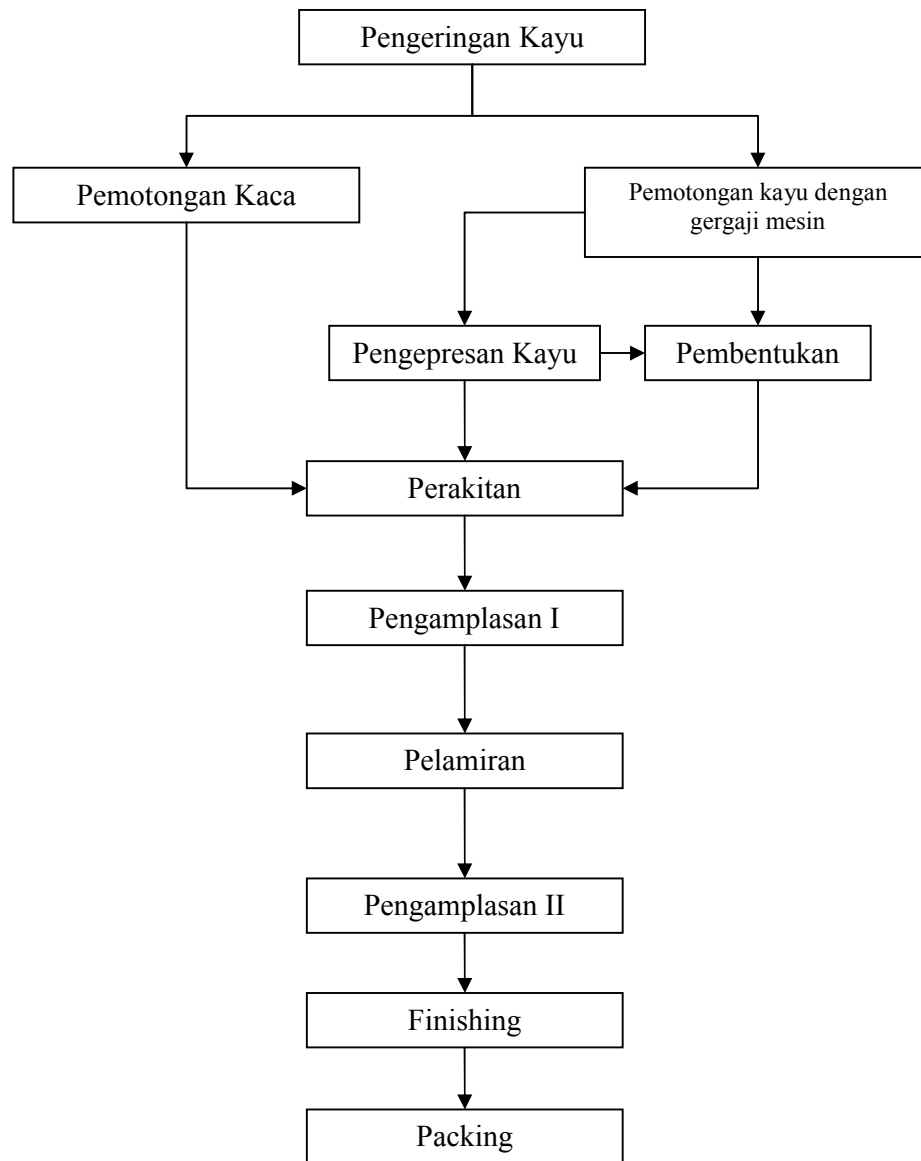 Pengeringan Kayu
Pemotongan Kaca
Pemotongan kayu dengan
gergaji mesin
Pengepresan Kayu
Pembentukan
Perakitan
Pengamplasan I
Pelamiran
Pengamplasan II
Finishing
Packing